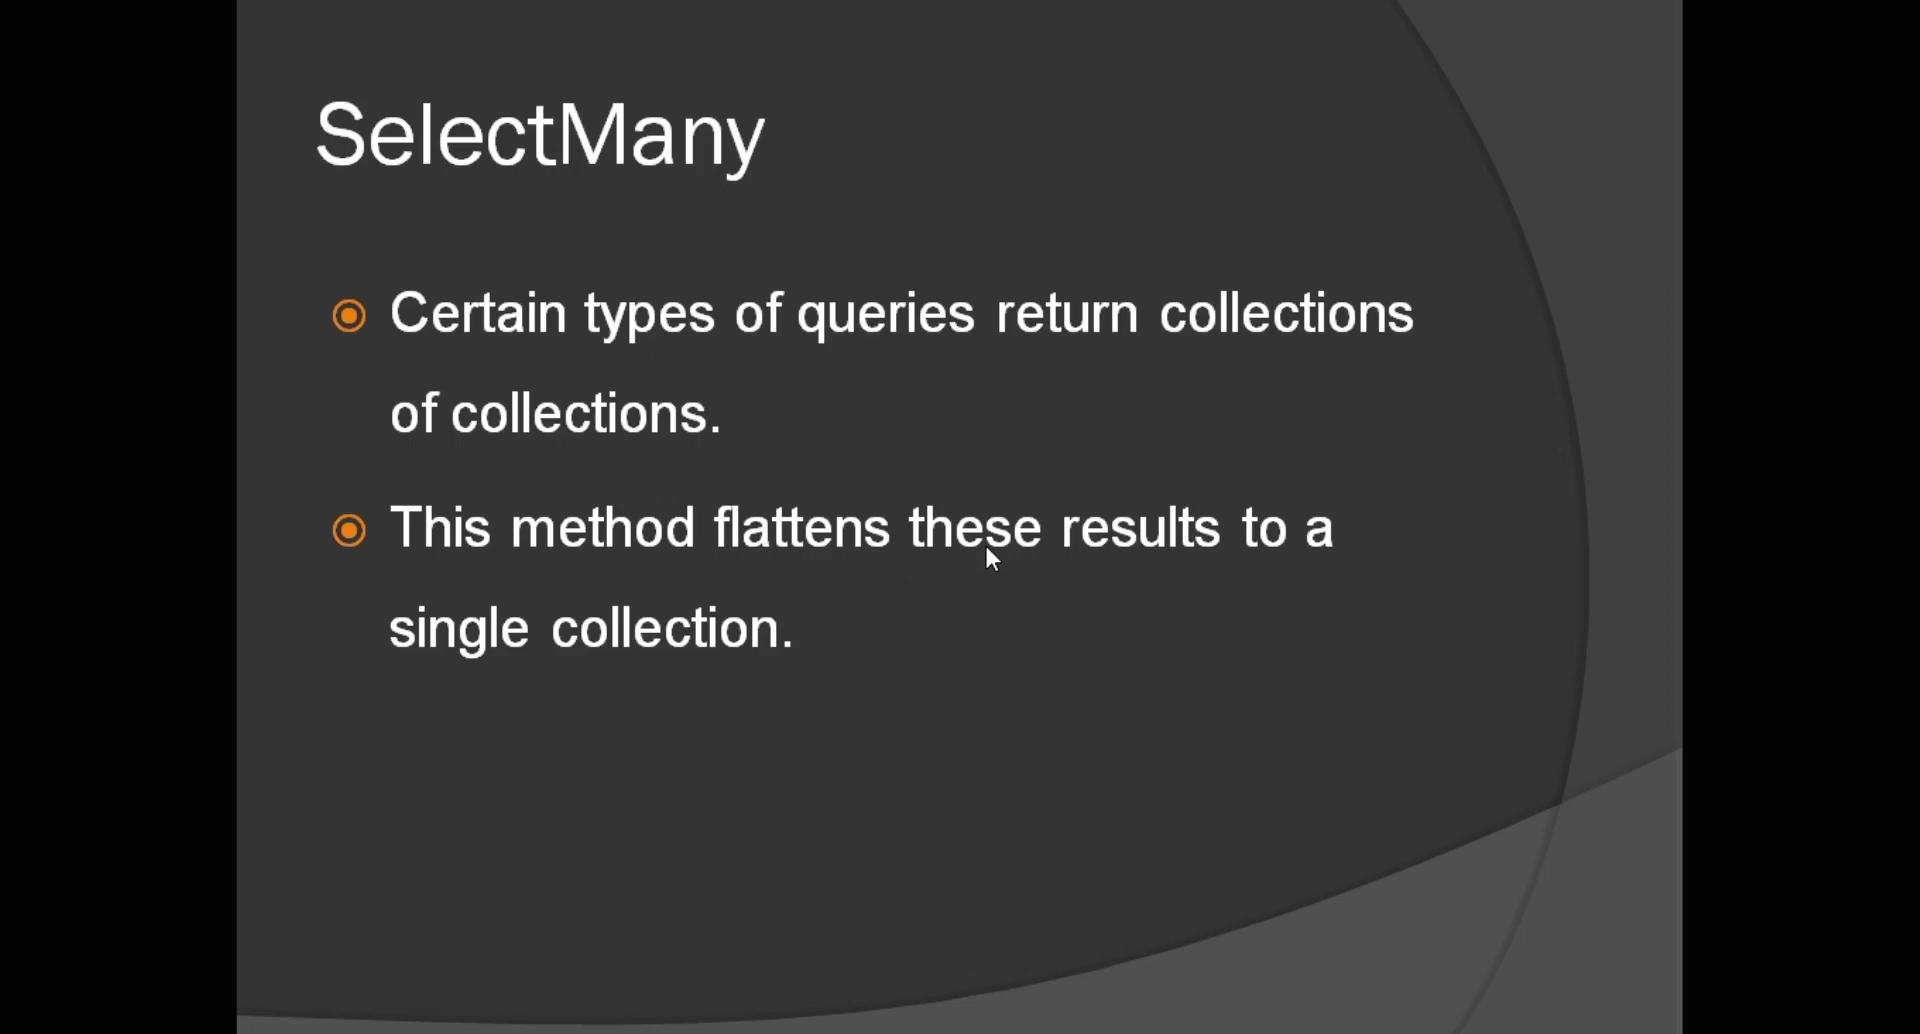 SelectMany
Certain types of queries return collections
of collections.
This method flattens these results to a
single collection.